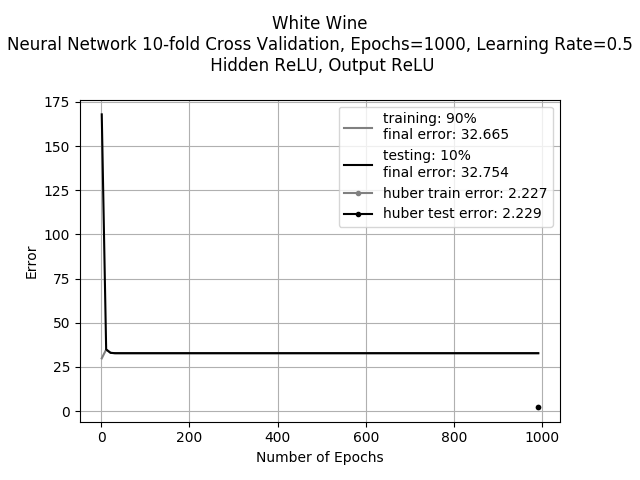 White Wine
Neural Network 10-fold Cross Validation, Epochs=1000, Learning Rate=0.5
Hidden ReLU, Output ReLU
175
150
125
100
75
50
25
0
Error
training: 90%
final error: 32.665
testing: 10%
final error: 32.754
huber train error: 2.227
huber test error: 2.229
0 200 400 600 800 1000
Number of Epochs